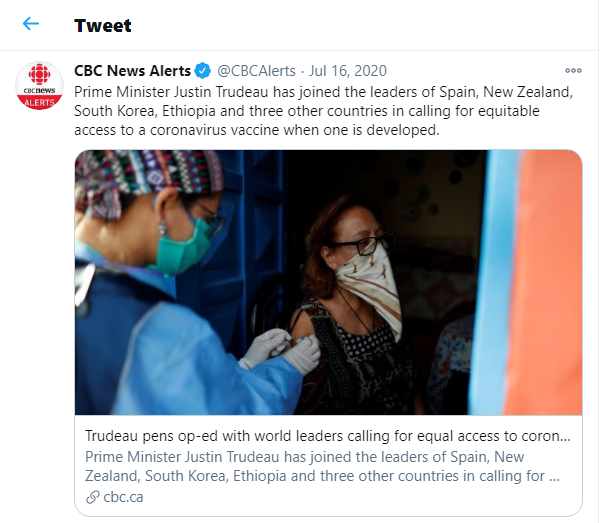 Tweet
CBC News Alerts @CBCAlerts · Jul 16, 2020
cbcnews
ALERTS
Prime Minister Justin Trudeau has joined the leaders of Spain, New Zealand,
South Korea, Ethiopia and three other countries in calling for equitable
access to a coronavirus vaccine when one is developed.
Trudeau pens op-ed with world leaders calling for equal access to coron...
Prime Minister Justin Trudeau has joined the leaders of Spain, New
Zealand, South Korea, Ethiopia and three other countries in calling for ...
cbc.ca